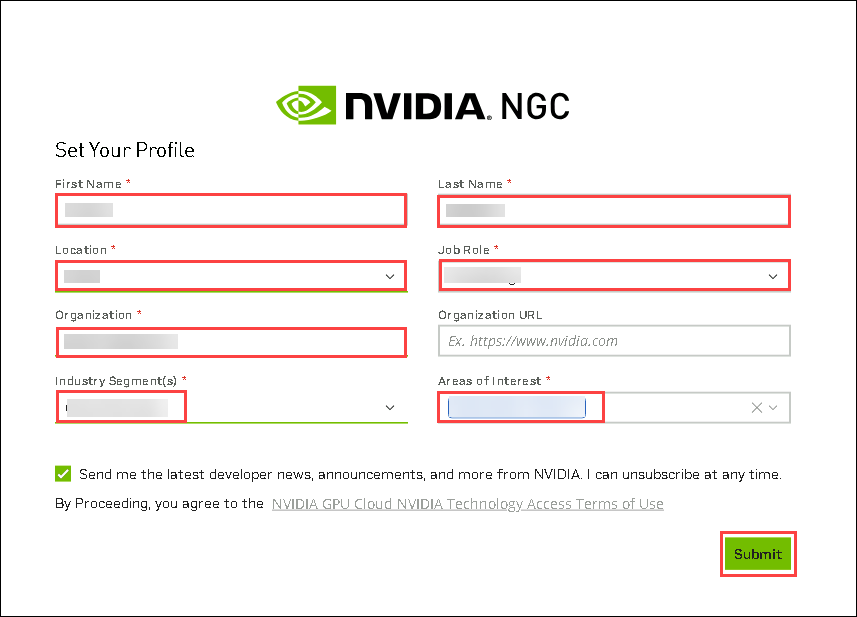 NVIDIA. NGC
Set Your Profile
First Name * Last Name *
Location * Job Role *
Organization * Organization URL
Ex. https://www.nvidia.com
Industry Segment(s) * Areas of Interest *
Send me the latest developer news, announcements, and more from NVIDIA. I can unsubscribe at any time.
By Proceeding, you agree to the NVIDIA GPU Cloud NVIDIA Technology Access Terms of Use
Submit